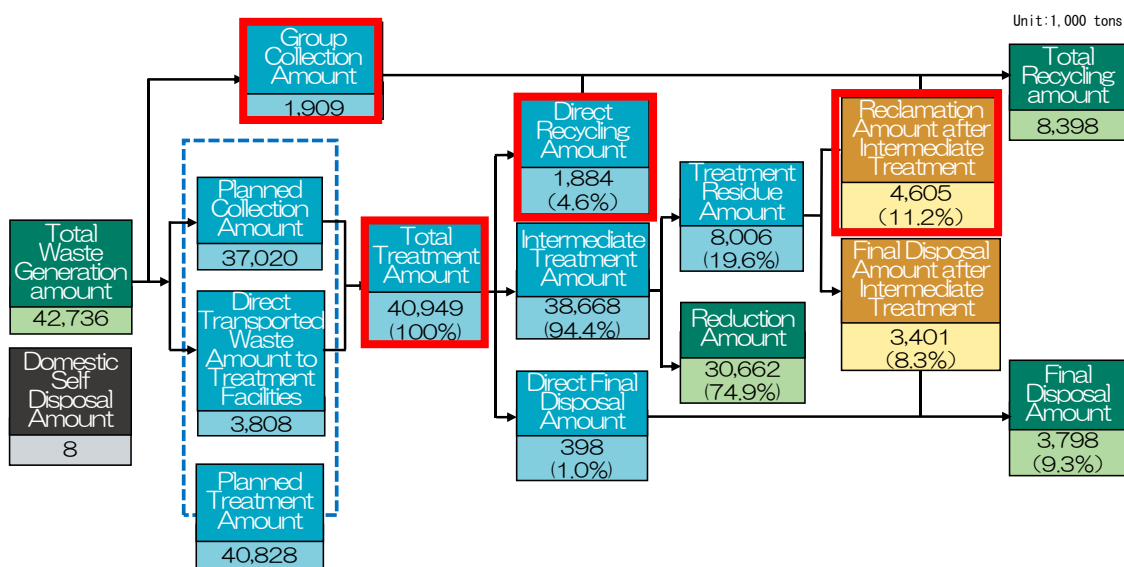 Unit:1,000 tons
Group
Collection
Amount
1,909
Total
Recycling
amount
8,398
Direct
Recycling
Amount
1,884
(4.6%)
Reclamation
Amount after
Intermediate
Treatment
4,605
(11.2%)
Planned
Collection
Amount
37,020
Treatment
Residue
Amount
8,006
(19.6%)
Total
Waste
Generation
amount
42,736
Total
Treatment
Amount
40,949
(100%)
Intermediate
Treatment
Amount
38,668
(94.4%)
Final Disposal
Amount after
Intermediate
Treatment
3,401
(8.3%)
Direct
Transported
Waste
Amount to
Treatment
Facilities
3,808
Reduction
Amount
30,662
(74.9%)
Domestic
Self
Disposal
Amount
8
Direct Final
Disposal
Amount
398
(1.0%)
Final
Disposal
Amount
3,798
(9.3%)
Planned
Treatment
Amount
40,828